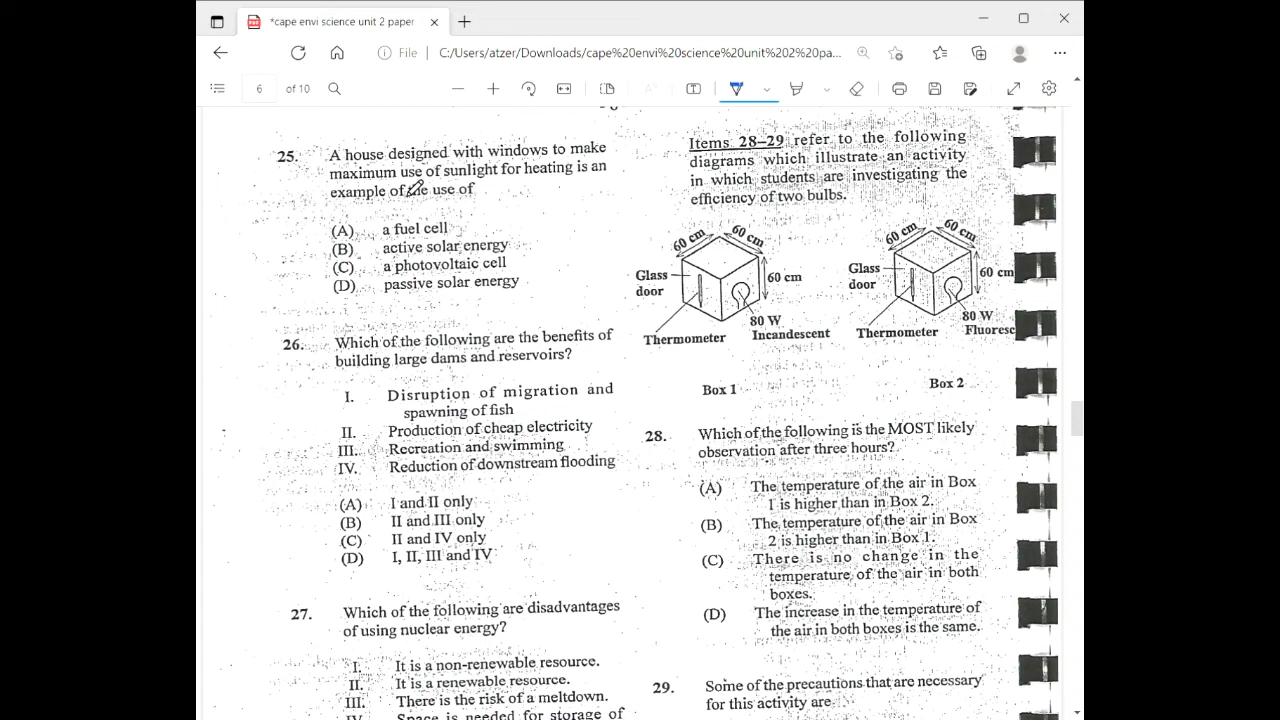 *cape envi science unit 2 paper
File
C:/Users/atzer/Downloads/cape%20envi%20science%20unit%202%20pa...
6 of 10
25. A house designed with windows to make
maximum use of sunlight for heating is an
example of the use of
(A) a fuel cell
(B) active solar energy
(C) a photovoltaic cell
(D) passive solar energy
26. Which of the following are the benefits of
building large dams and reservoirs?
I. Disruption of migration and
spawning of fish
II. Production of cheap electricity
III. Recreation and swimming
IV. Reduction of downstream flooding
(A) I and II only
(B) II and III only
(C) II and IV only
(D) I, II, III and IV
27. Which of the following are disadvantages
of using nuclear energy?
I. It is a non-renewable resource.
II. It is a renewable resource.
III. There is the risk of a meltdown.
IV. Space is needed for storage of
Items 28–29 refer to the following
diagrams which illustrate an activity
in which students are investigating the
efficiency of two bulbs.
60 cm 60 cm
Glass
door
60 cm
80 W
Incandescent
Thermometer
Box 1
60 cm 60 cm
Glass
door
60 cm
80 W
Fluoresc
Thermometer
Box 2
28. Which of the following is the MOST likely
observation after three hours?
(A) The temperature of the air in Box
1 is higher than in Box 2.
(B) The temperature of the air in Box
2 is higher than in Box 1.
(C) There is no change in the
temperature of the air in both
boxes.
(D) The increase in the temperature of
the air in both boxes is the same.
29. Some of the precautions that are necessary
for this activity are